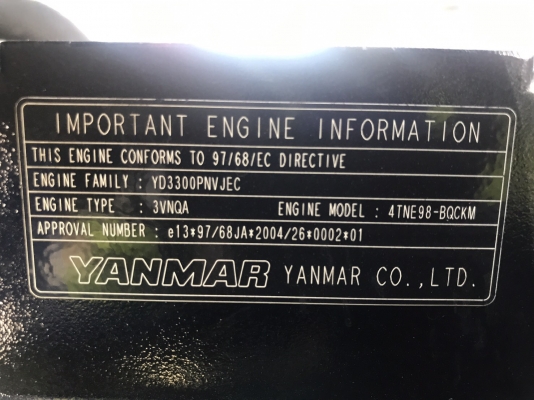 IMPORTANT ENGINE INFORMATION
THIS ENGINE CONFORMS TO 97/68/EC DIRECTIVE
ENGINE FAMILY : YD3300PNVJEC
ENGINE TYPE : 3VNQA ENGINE MODEL : 4TNE98-BQCKM
APPROVAL NUMBER : e13*97/68JA*2004/26*0002*01
YANMAR YANMAR CO.,LTD.